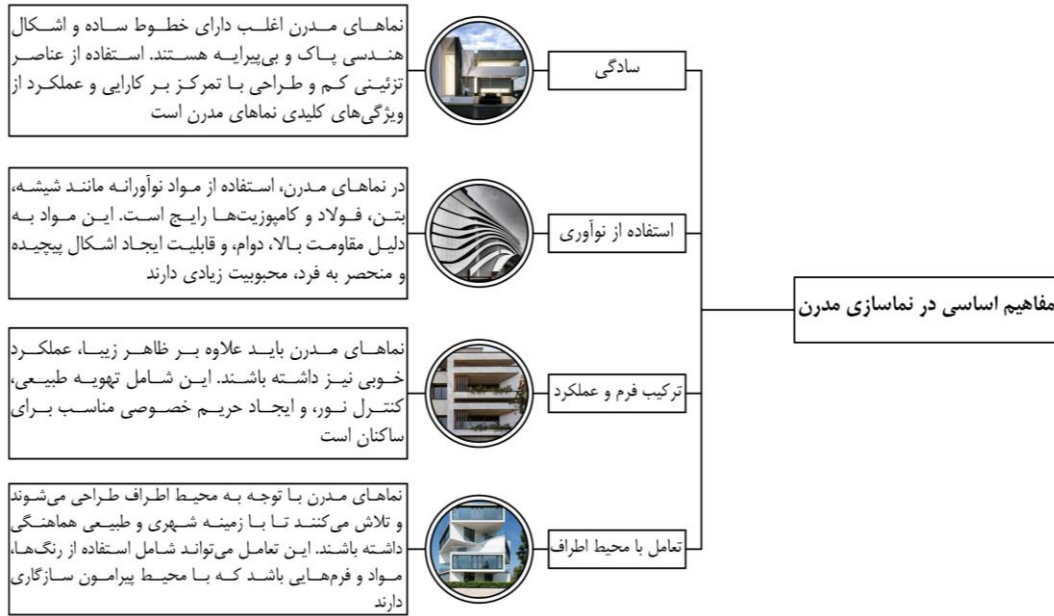 مفاهیم اساسی در نماسازی مدرن
سادگی
نماهای مدرن اغلب دارای خطوط ساده و اشکال
هندسی پاک و بی‌پیرایه هستند. استفاده از عناصر
تزئینی کم و طراحی با تمرکز بر کارایی و عملکرد از
ویژگی‌های کلیدی نماهای مدرن است
استفاده از نوآوری
در نماهای مدرن، استفاده از مواد نوآورانه مانند شیشه،
بتن، فولاد و کامپوزیت‌ها رایج است. این مواد به
دلیل مقاومت بالا، دوام، و قابلیت ایجاد اشکال پیچیده
و منحصر به فرد، محبوبیت زیادی دارند
ترکیب فرم و عملکرد
نماهای مدرن باید علاوه بر ظاهر زیبا، عملکرد
خوبی نیز داشته باشند. این شامل تهویه طبیعی،
کنترل نور، و ایجاد حریم خصوصی مناسب برای
ساکنان است
تعامل با محیط اطراف
نماهای مدرن با توجه به محیط اطراف طراحی می‌شوند
و تلاش می‌کنند تا با زمینه شهری و طبیعی هماهنگی
داشته باشند. این تعامل می‌تواند شامل استفاده از رنگ‌ها،
مواد و فرم‌هایی باشد که با محیط پیرامون سازگاری
دارند